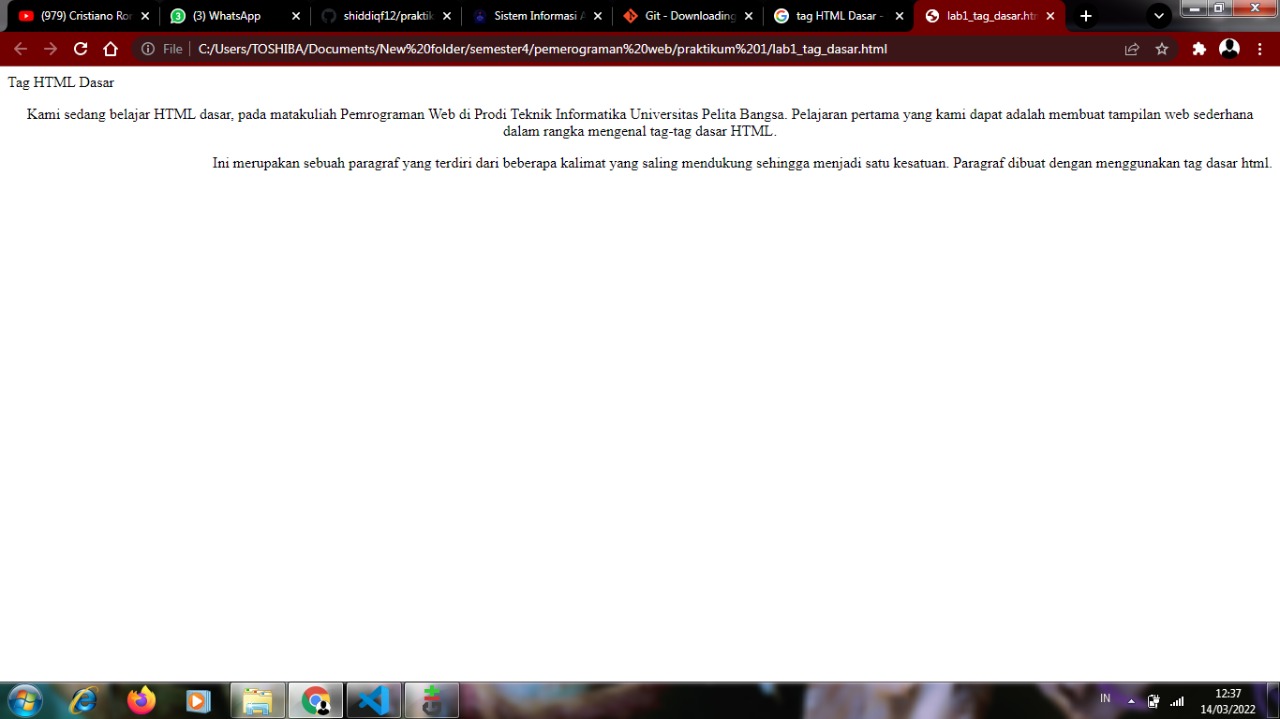 (979) Cristiano Ror
(3) WhatsApp
shiddiqf12/praktik
Sistem Informasi A
Git - Downloading
tag HTML Dasar -
lab1_tag_dasar.htm
File
C:/Users/TOSHIBA/Documents/New%20folder/semester4/pemerograman%20web/praktikum%201/lab1_tag_dasar.html
Tag HTML Dasar
Kami sedang belajar HTML dasar, pada matakuliah Pemrograman Web di Prodi Teknik Informatika Universitas Pelita Bangsa. Pelajaran pertama yang kami dapat adalah membuat tampilan web sederhana
dalam rangka mengenal tag-tag dasar HTML.
Ini merupakan sebuah paragraf yang terdiri dari beberapa kalimat yang saling mendukung sehingga menjadi satu kesatuan. Paragraf dibuat dengan menggunakan tag dasar html.
IN
12:37
14/03/2022